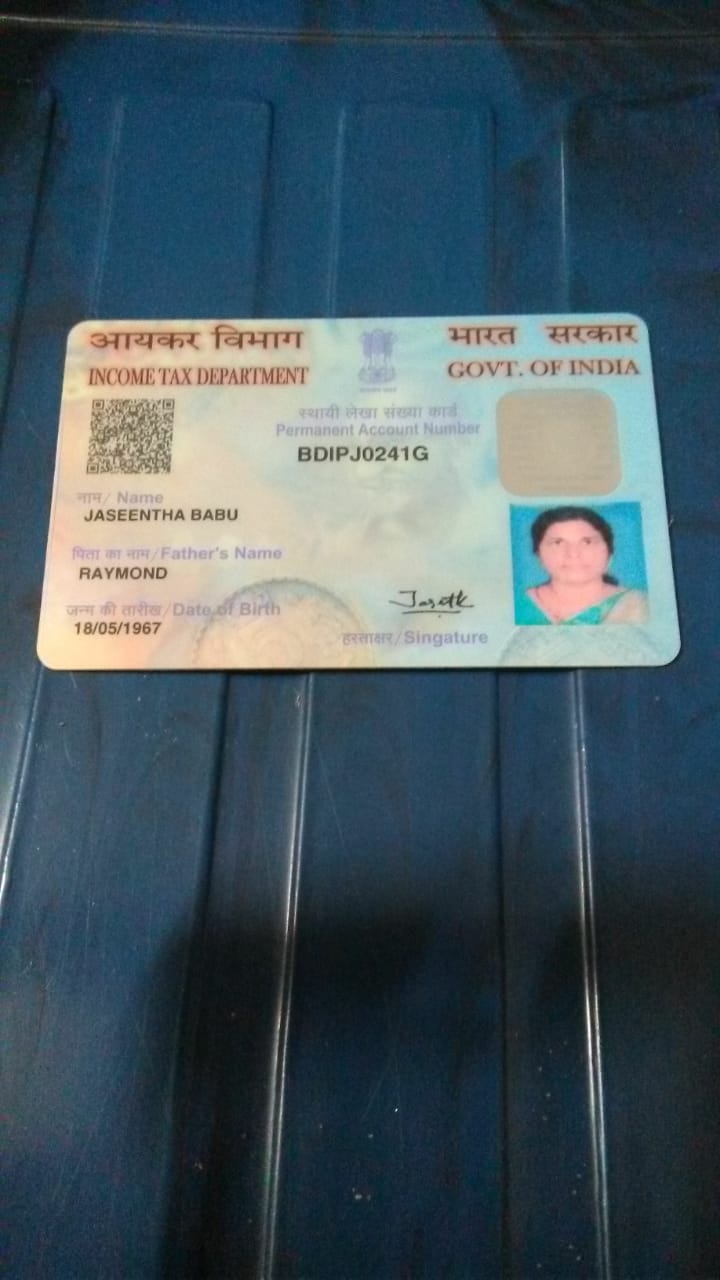 आयकर विभाग
INCOME TAX DEPARTMENT
भारत सरकार
GOVT. OF INDIA
स्थायी लेखा संख्या कार्ड
Permanent Account Number
BDIPJ0241G
नाम/ Name
JASEENTHA BABU
पिता का नाम/Father's Name
RAYMOND
जन्म की तारीख/Date of Birth
18/05/1967
हस्ताक्षर/Singature